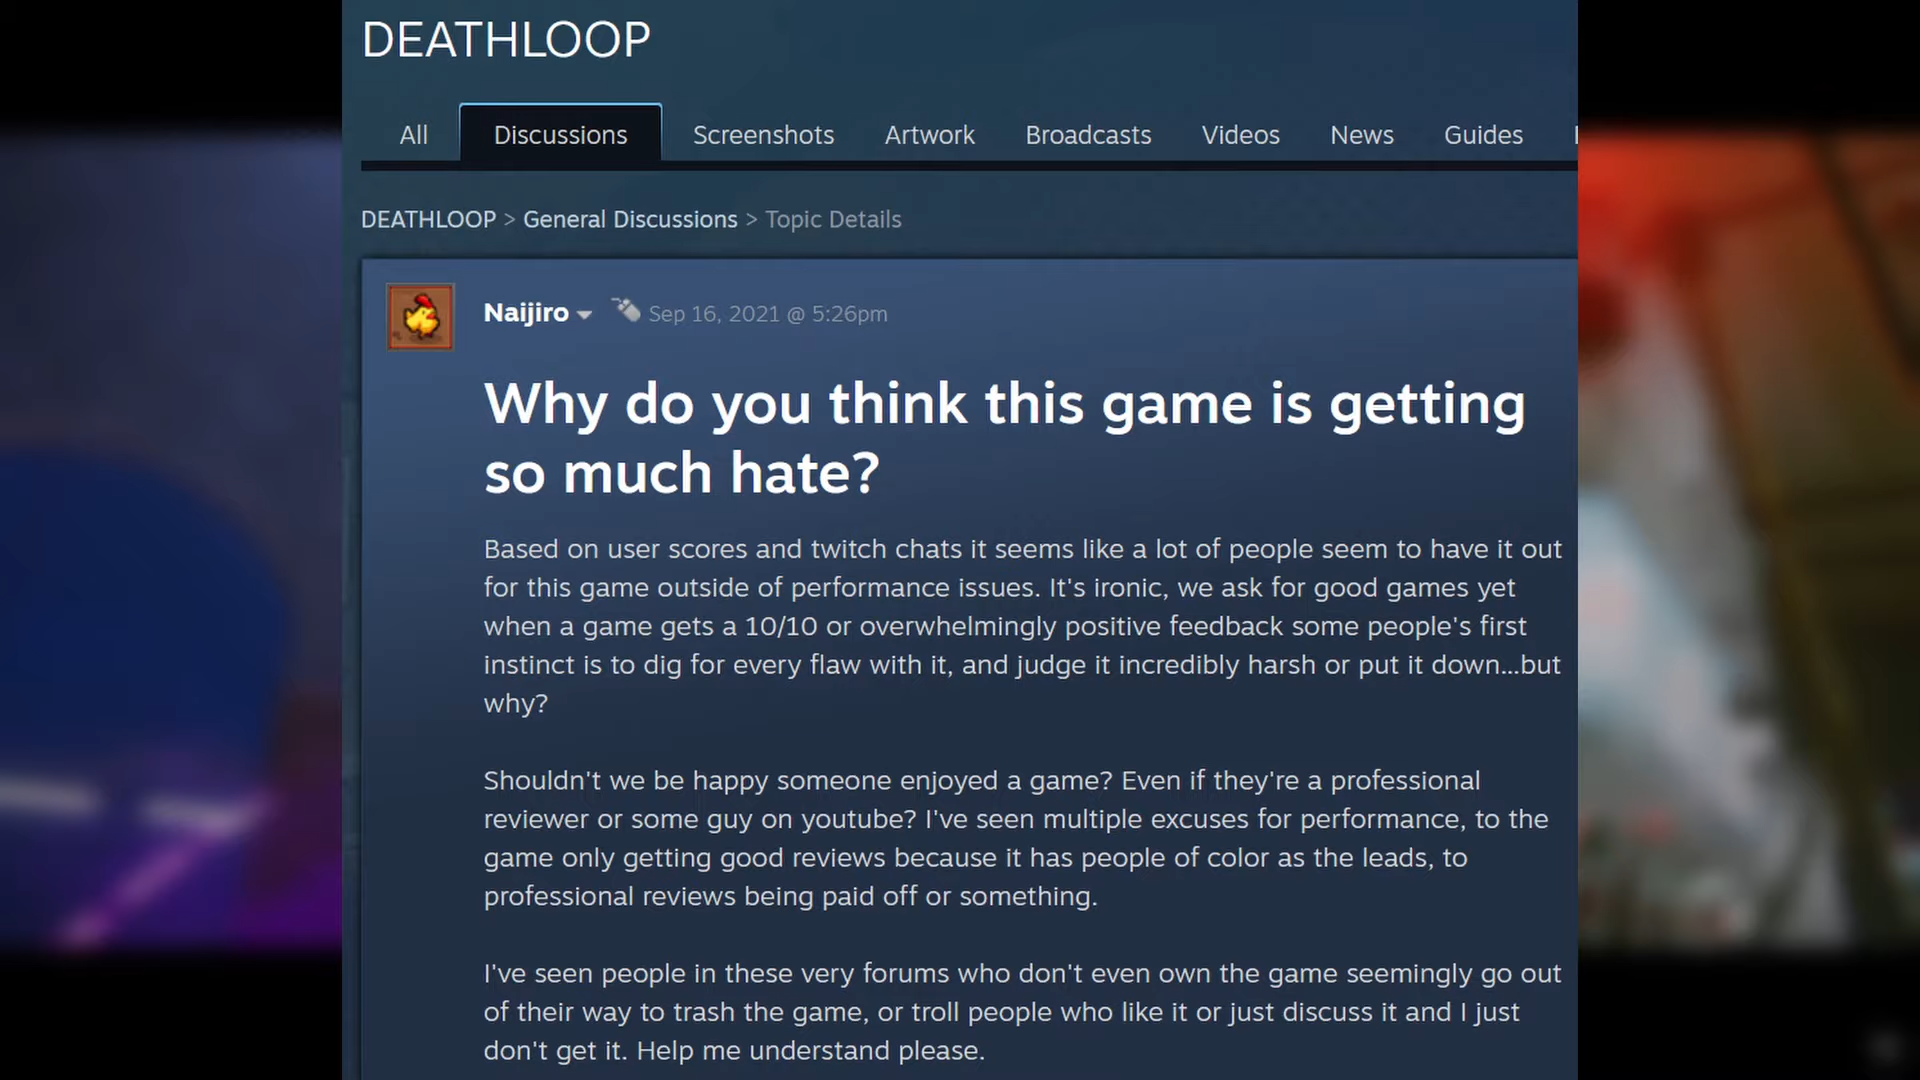 DEATHLOOP
All Discussions Screenshots Artwork Broadcasts Videos News Guides
DEATHLOOP > General Discussions > Topic Details
Naijiro Sep 16, 2021 @ 5:26pm
Why do you think this game is getting
so much hate?
Based on user scores and twitch chats it seems like a lot of people seem to have it out
for this game outside of performance issues. It's ironic, we ask for good games yet
when a game gets a 10/10 or overwhelmingly positive feedback some people's first
instinct is to dig for every flaw with it, and judge it incredibly harsh or put it down...but
why?
Shouldn't we be happy someone enjoyed a game? Even if they're a professional
reviewer or some guy on youtube? I've seen multiple excuses for performance, to the
game only getting good reviews because it has people of color as the leads, to
professional reviews being paid off or something.
I've seen people in these very forums who don't even own the game seemingly go out
of their way to trash the game, or troll people who like it or just discuss it and I just
don't get it. Help me understand please.